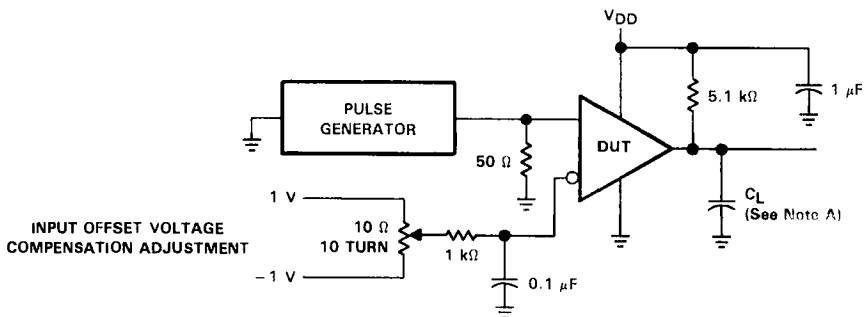 VDD
PULSE
GENERATOR
5.1 kΩ
1 μF
50 Ω
DUT
CL
(See Note A)
1 V
INPUT OFFSET VOLTAGE
COMPENSATION ADJUSTMENT
10 Ω
10 TURN
1 kΩ
−1 V
0.1 μF